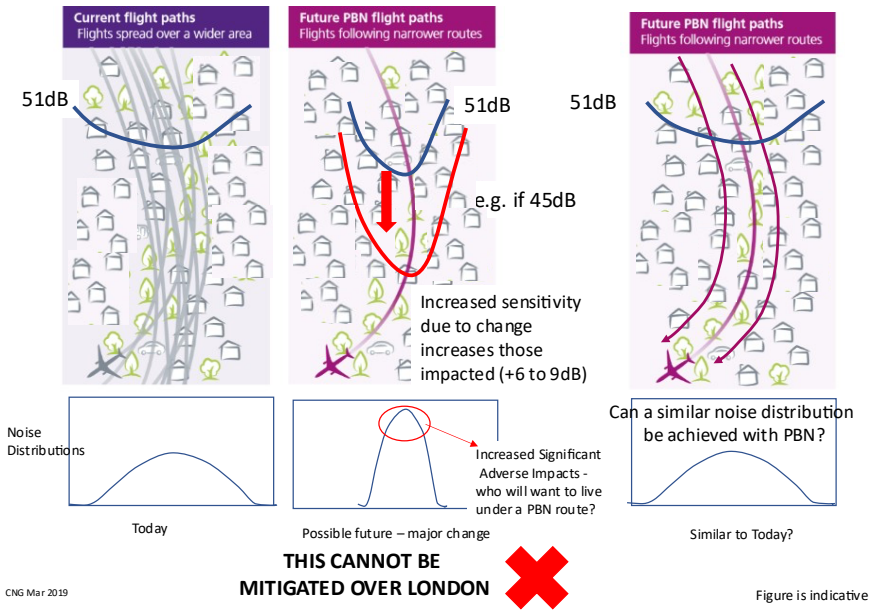 Current flight paths
Flights spread over a wider area
51dB
Future PBN flight paths
Flights following narrower routes
51dB
e.g. if 45dB
Increased sensitivity
due to change
increases those
impacted (+6 to 9dB)
Future PBN flight paths
Flights following narrower routes
51dB
Noise
Distributions
Today
Increased Significant
Adverse Impacts -
who will want to live
under a PBN route?
Possible future – major change
Can a similar noise distribution
be achieved with PBN?
Similar to Today?
THIS CANNOT BE
MITIGATED OVER LONDON
CNG Mar 2019
Figure is indicative